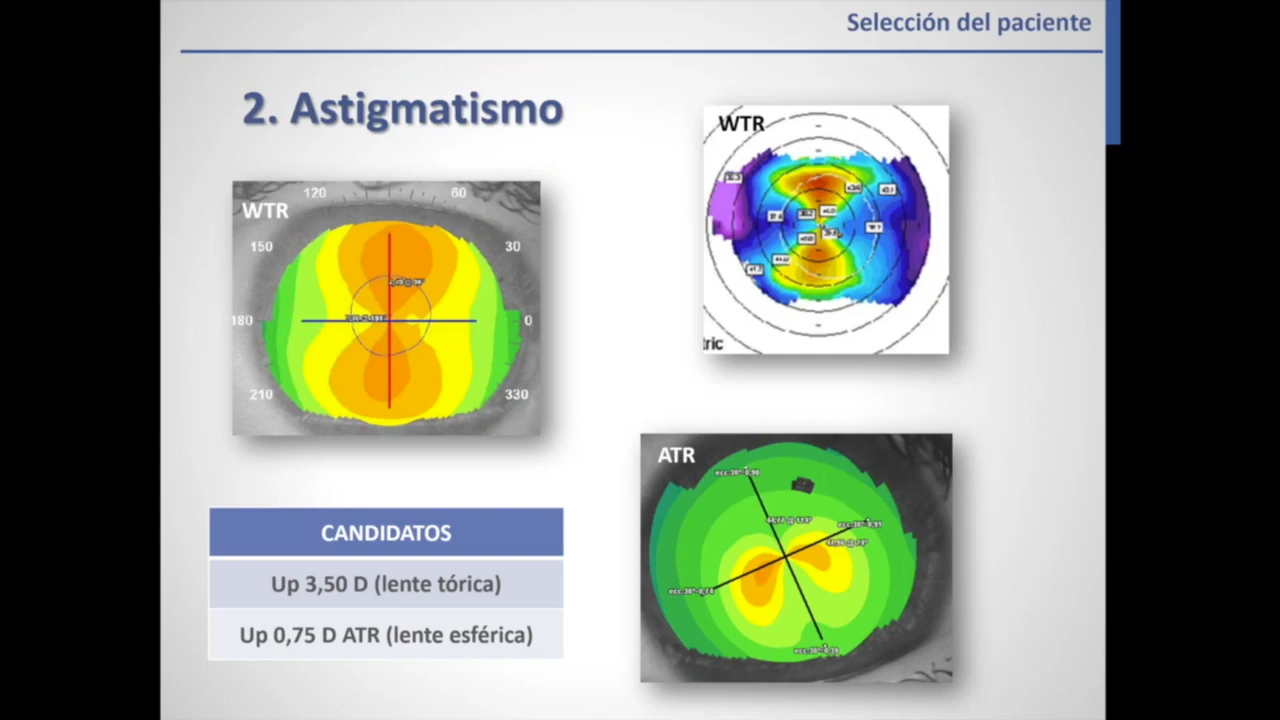 Selección del paciente
2. Astigmatismo
WTR
120
60
WTR
150
30
180
0
210
330
tric
ATR
CANDIDATOS
Up 3,50 D (lente tórica)
Up 0,75 D ATR (lente esférica)